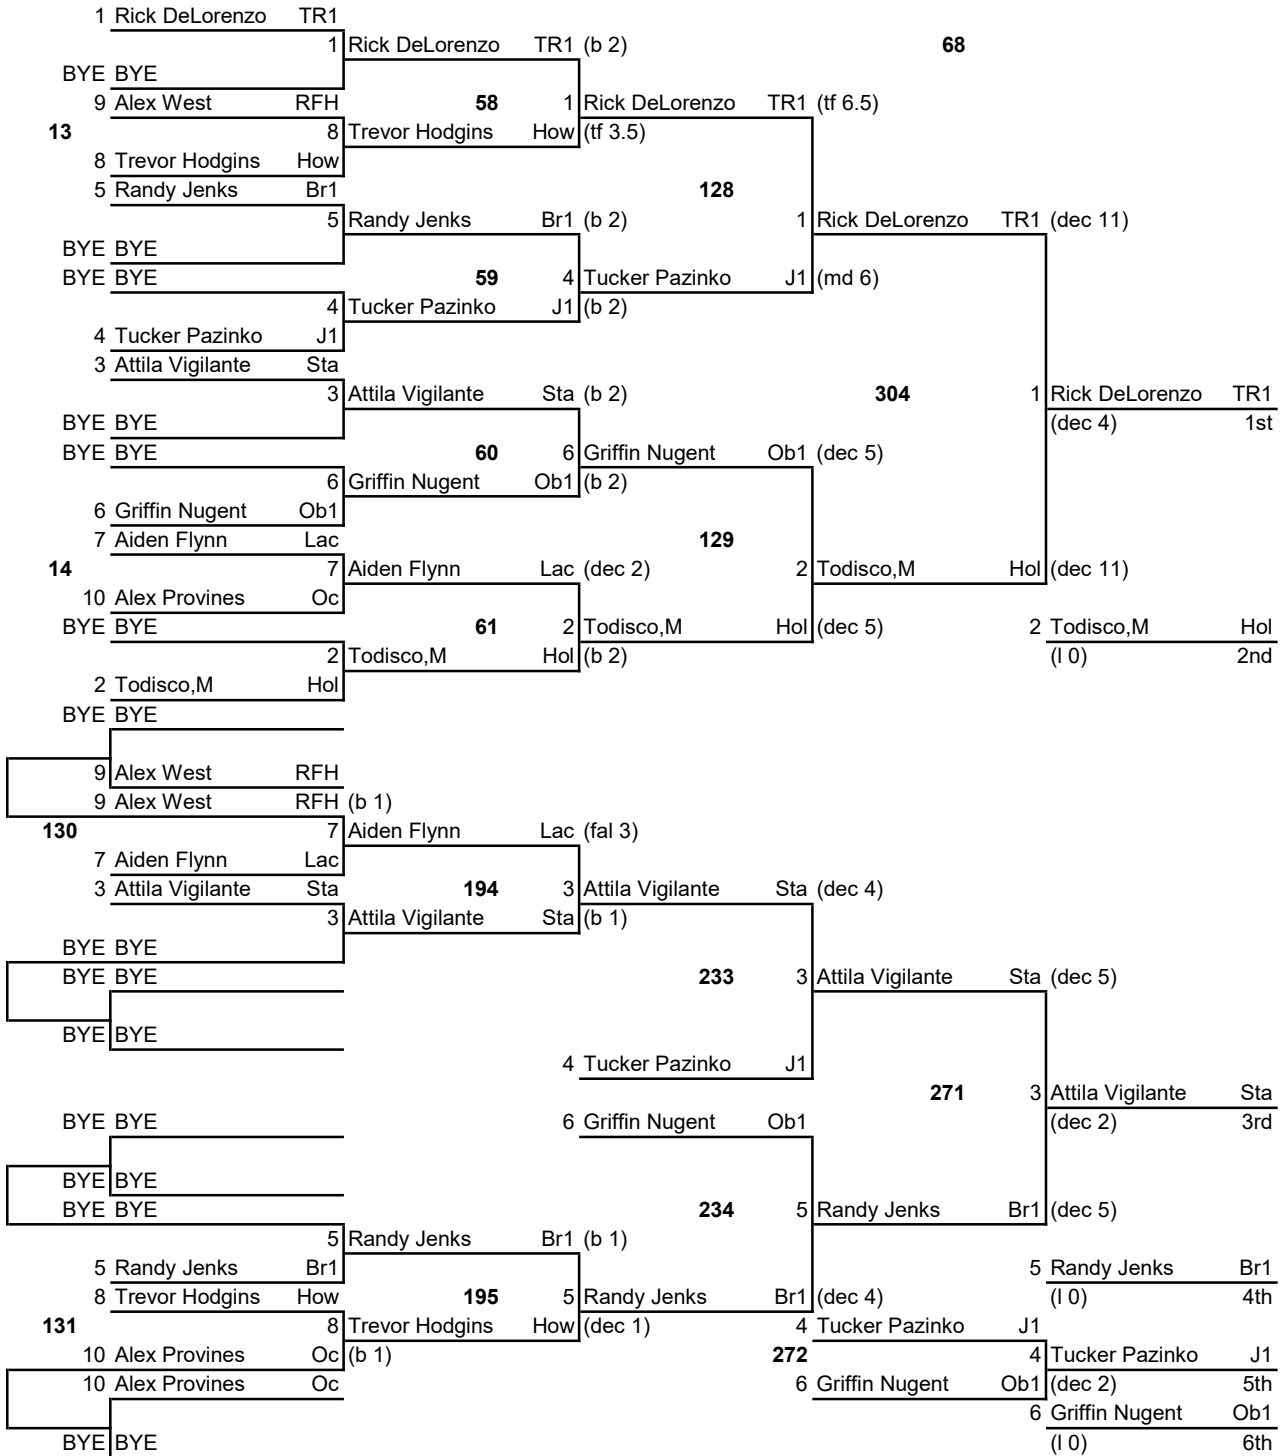 1 Rick DeLorenzo TR1
1 Rick DeLorenzo TR1 (b 2) 68
BYE BYE
9 Alex West RFH 58 1 Rick DeLorenzo TR1 (tf 6.5)
13 8 Trevor Hodgins How (tf 3.5)
8 Trevor Hodgins How
5 Randy Jenks Br1 128
5 Randy Jenks Br1 (b 2) 1 Rick DeLorenzo TR1 (dec 11)
BYE BYE
BYE BYE 59 4 Tucker Pazinko J1 (md 6)
4 Tucker Pazinko J1 (b 2)
4 Tucker Pazinko J1
3 Attila Vigilante Sta
3 Attila Vigilante Sta (b 2) 304 1 Rick DeLorenzo TR1
BYE BYE (dec 4) 1st
BYE BYE 60 6 Griffin Nugent Ob1 (dec 5)
6 Griffin Nugent Ob1 (b 2)
6 Griffin Nugent Ob1
7 Aiden Flynn Lac 129
14 7 Aiden Flynn Lac (dec 2) 2 Todisco,M Hol (dec 11)
10 Alex Provines Oc
BYE BYE 61 2 Todisco,M Hol (dec 5) 2 Todisco,M Hol
2 Todisco,M Hol (b 2) (l 0) 2nd
2 Todisco,M Hol
BYE BYE
9 Alex West RFH
9 Alex West RFH (b 1)
130 7 Aiden Flynn Lac (fal 3)
7 Aiden Flynn Lac
3 Attila Vigilante Sta 194 3 Attila Vigilante Sta (dec 4)
3 Attila Vigilante Sta (b 1)
BYE BYE
BYE BYE 233 3 Attila Vigilante Sta (dec 5)
BYE BYE
4 Tucker Pazinko J1
271 3 Attila Vigilante Sta
BYE BYE 6 Griffin Nugent Ob1 (dec 2) 3rd
BYE BYE
BYE BYE 234 5 Randy Jenks Br1 (dec 5)
5 Randy Jenks Br1 (b 1)
5 Randy Jenks Br1 5 Randy Jenks Br1
8 Trevor Hodgins How 195 5 Randy Jenks Br1 (dec 4) (l 0) 4th
131 8 Trevor Hodgins How (dec 1) 4 Tucker Pazinko J1
10 Alex Provines Oc (b 1) 272 4 Tucker Pazinko J1
10 Alex Provines Oc 6 Griffin Nugent Ob1 (dec 2) 5th
6 Griffin Nugent Ob1
BYE BYE (l 0) 6th